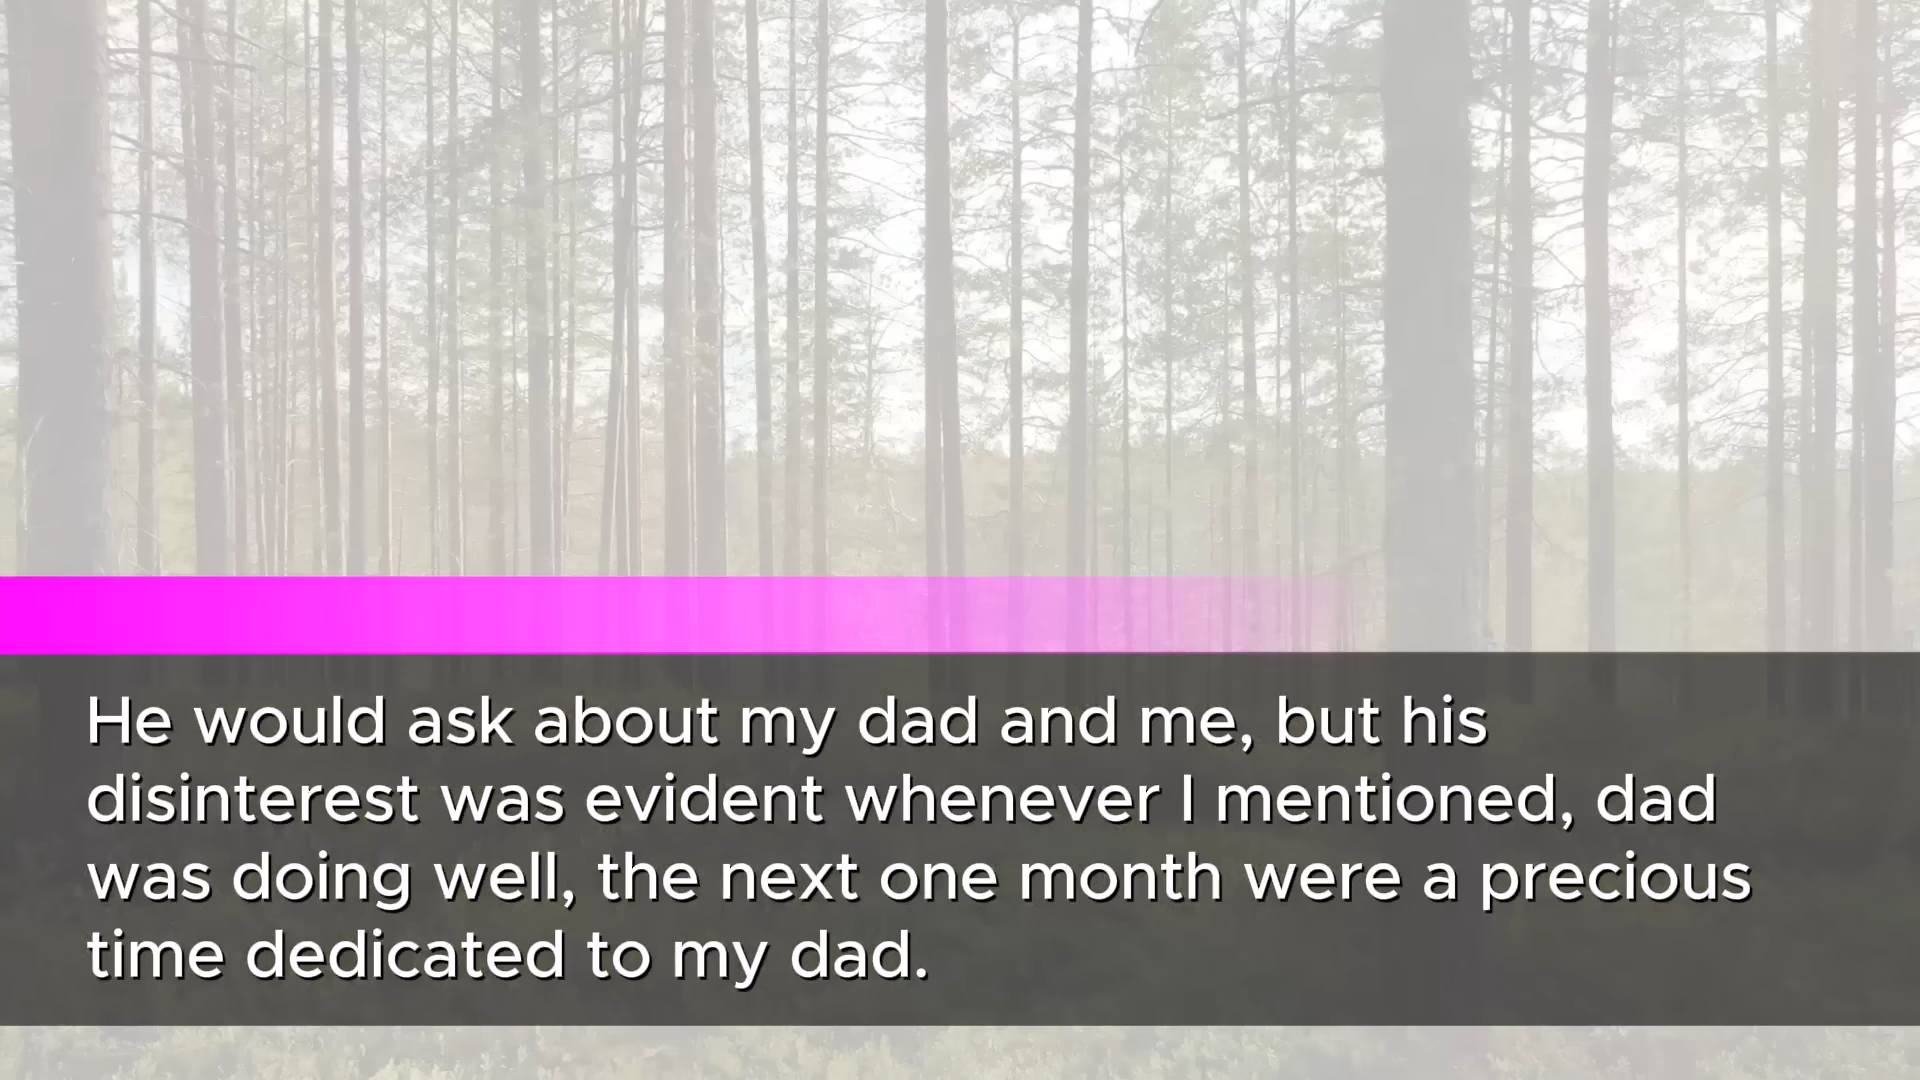 He would ask about my dad and me, but his
disinterest was evident whenever I mentioned, dad
was doing well, the next one month were a precious
time dedicated to my dad.